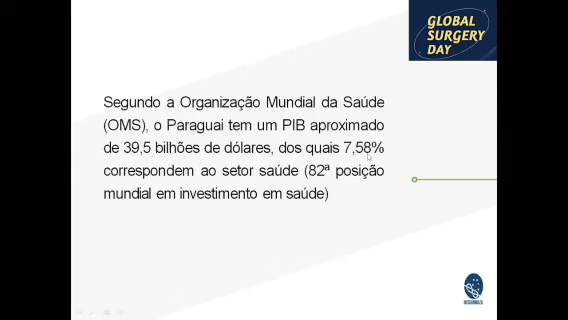 GLOBAL
SURGERY
DAY
Segundo a Organização Mundial da Saúde
(OMS), o Paraguai tem um PIB aproximado
de 39,5 bilhões de dólares, dos quais 7,58%
correspondem ao setor saúde (82ª posição
mundial em investimento em saúde)